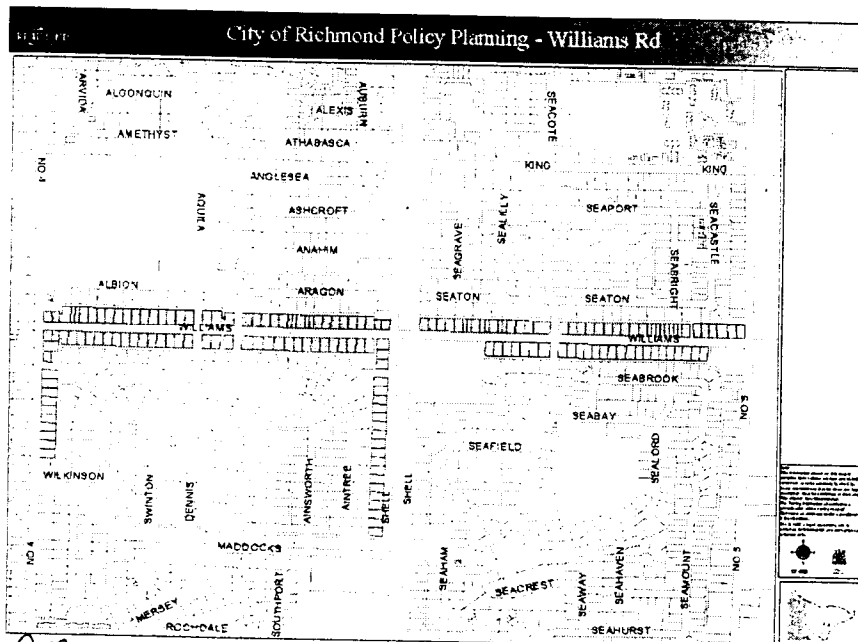 City of Richmond Policy Planning - Williams Rd
ARVIDA
ALGONQUIN
AUBURN
ALEXIS
SEACOTE
AMETHYST
ATHABASCA
KING
KING
NO 4
ANGLESEA
AQUILA
ASHCROFT
SEALILLY
SEAPORT
SEACASTLE
ANAHIM
SEAGRAVE
SEABRIGHT
ALBION
ARAGON
SEATON
SEATON
WILLIAMS
WILLIAMS
SEABROOK
SEABAY
NO 5
SEAFIELD
SEALORD
WILKINSON
SWINTON
DENNIS
AINSWORTH
AINTREE
SHELL
SHELL
MADDOCKS
NO 4
SEAHAM
SEACREST
SEAWAY
SEAHAVEN
SEAMOUNT
NO 5
MERSEY
ROCHDALE
SOUTHPORT
SEAHURST